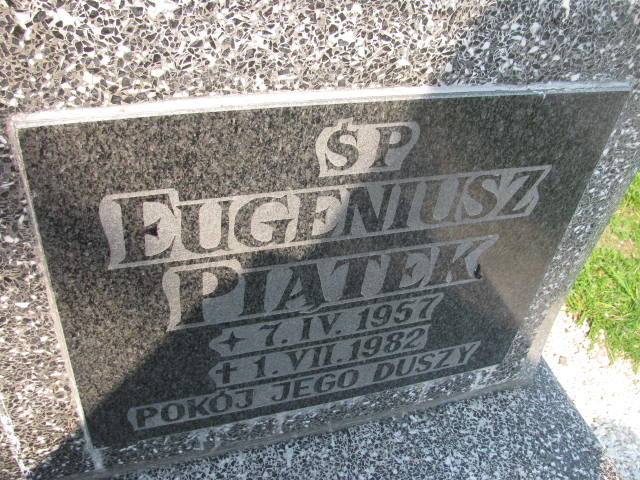 ŚP
EUGENIUSZ
PIĄTEK
7. IV. 1957
✝ 1. VII. 1982
POKÓJ JEGO DUSZY